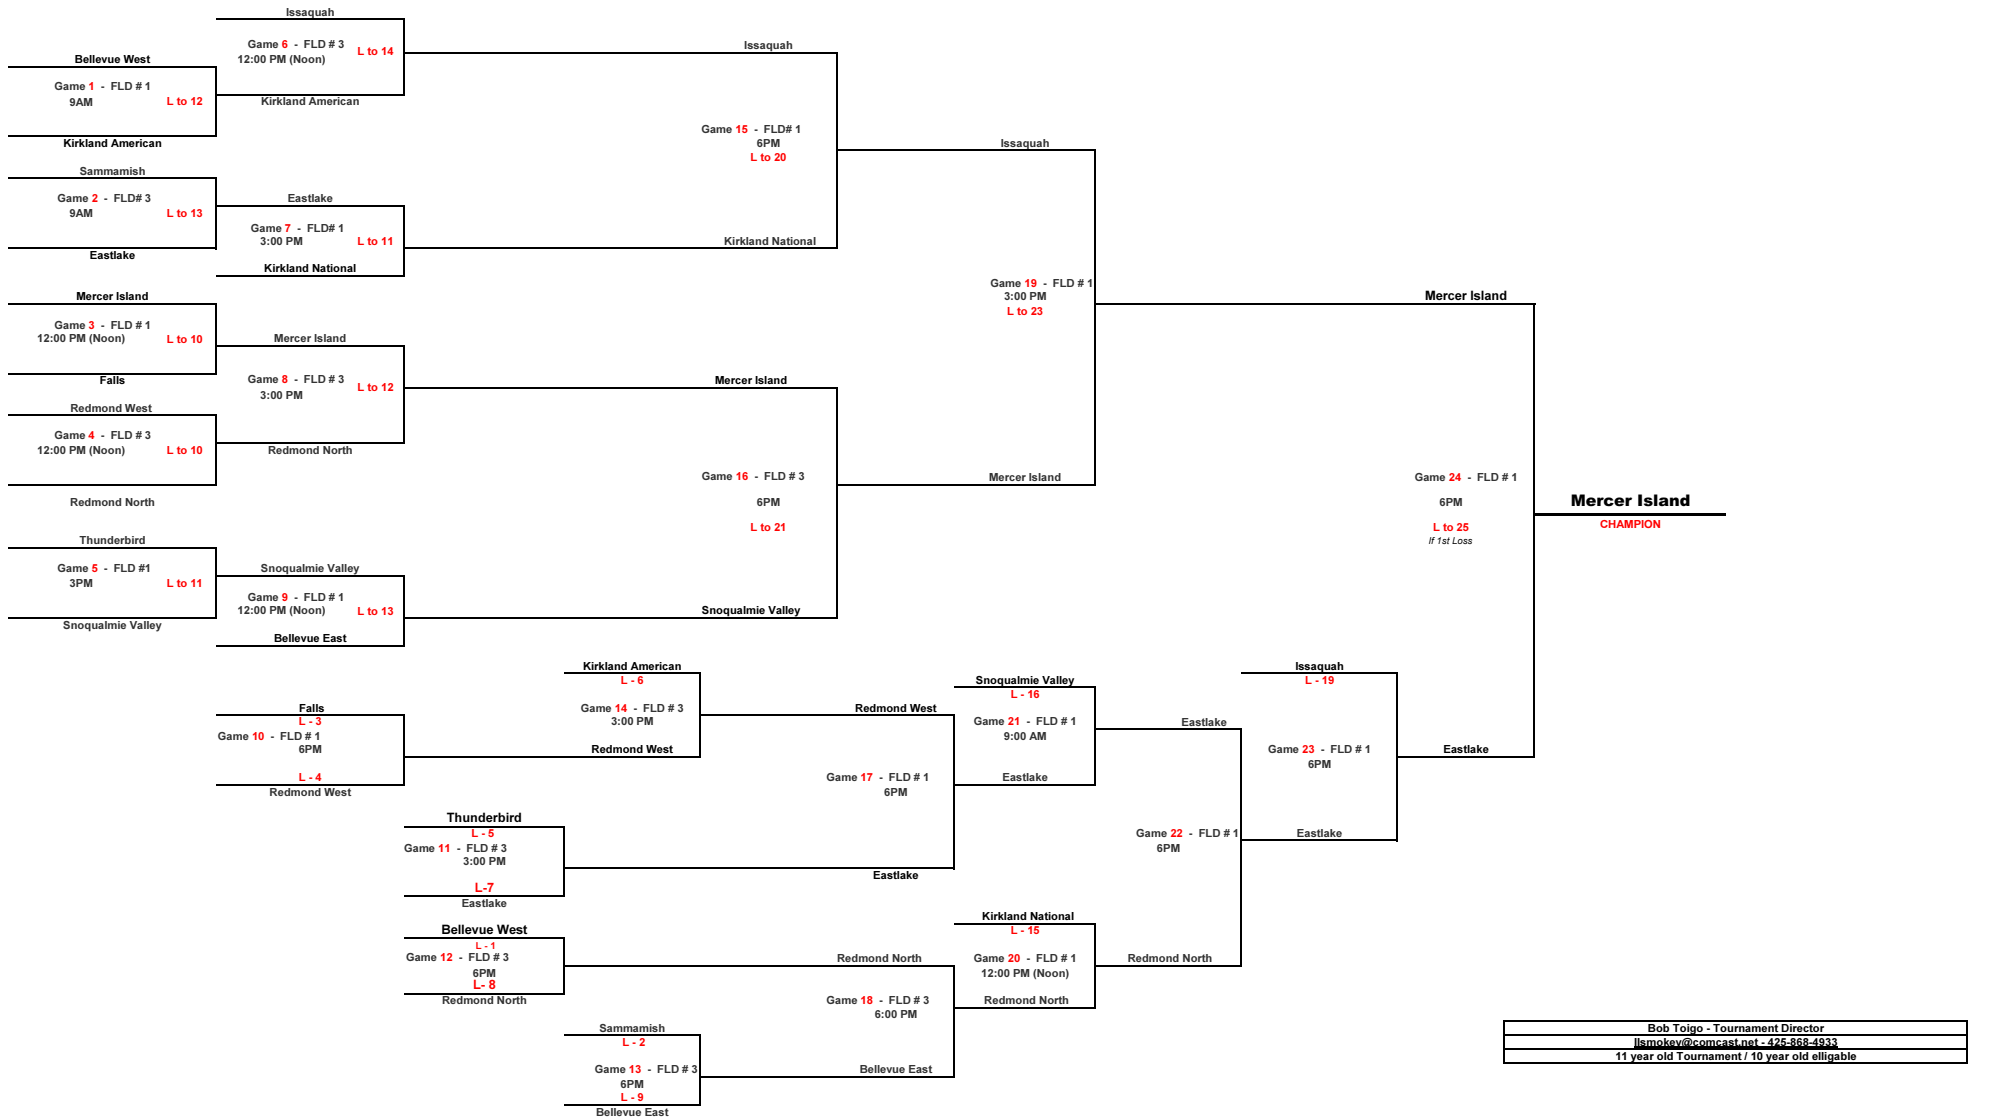 Issaquah
Game 6 - FLD # 3
12:00 PM (Noon)
L to 14
Kirkland American
Bellevue West
Game 1 - FLD # 1
9AM
L to 12
Kirkland American
Sammamish
Game 2 - FLD# 3
9AM
L to 13
Eastlake
Eastlake
Game 7 - FLD# 1
3:00 PM
L to 11
Kirkland National
Mercer Island
Game 3 - FLD # 1
12:00 PM (Noon)
L to 10
Falls
Mercer Island
Game 8 - FLD # 3
3:00 PM
L to 12
Redmond North
Redmond West
Game 4 - FLD # 3
12:00 PM (Noon)
L to 10
Redmond North
Thunderbird
Game 5 - FLD #1
3PM
L to 11
Snoqualmie Valley
Snoqualmie Valley
Game 9 - FLD # 1
12:00 PM (Noon)
L to 13
Bellevue East
Issaquah
Game 15 - FLD# 1
6PM
L to 20
Kirkland National
Mercer Island
Game 16 - FLD # 3
6PM
L to 21
Snoqualmie Valley
Issaquah
Game 19 - FLD # 1
3:00 PM
L to 23
Mercer Island
Mercer Island
Game 24 - FLD # 1
6PM
L to 25
If 1st Loss
Mercer Island
CHAMPION
Falls
L - 3
Game 10 - FLD # 1
6PM
L - 4
Redmond West
Kirkland American
L - 6
Game 14 - FLD # 3
3:00 PM
Redmond West
Thunderbird
L - 5
Game 11 - FLD # 3
3:00 PM
L-7
Eastlake
Bellevue West
L - 1
Game 12 - FLD # 3
6PM
L- 8
Redmond North
Sammamish
L - 2
Game 13 - FLD # 3
6PM
L - 9
Bellevue East
Redmond West
Game 17 - FLD # 1
6PM
Eastlake
Redmond North
Game 18 - FLD # 3
6:00 PM
Bellevue East
Snoqualmie Valley
L - 16
Game 21 - FLD # 1
9:00 AM
Eastlake
Kirkland National
L - 15
Game 20 - FLD # 1
12:00 PM (Noon)
Redmond North
Eastlake
Game 22 - FLD # 1
6PM
Redmond North
Issaquah
L - 19
Game 23 - FLD # 1
6PM
Eastlake
Eastlake
Bob Toigo - Tournament Director
llsmokey@comcast.net - 425-868-4933
11 year old Tournament / 10 year old elligable